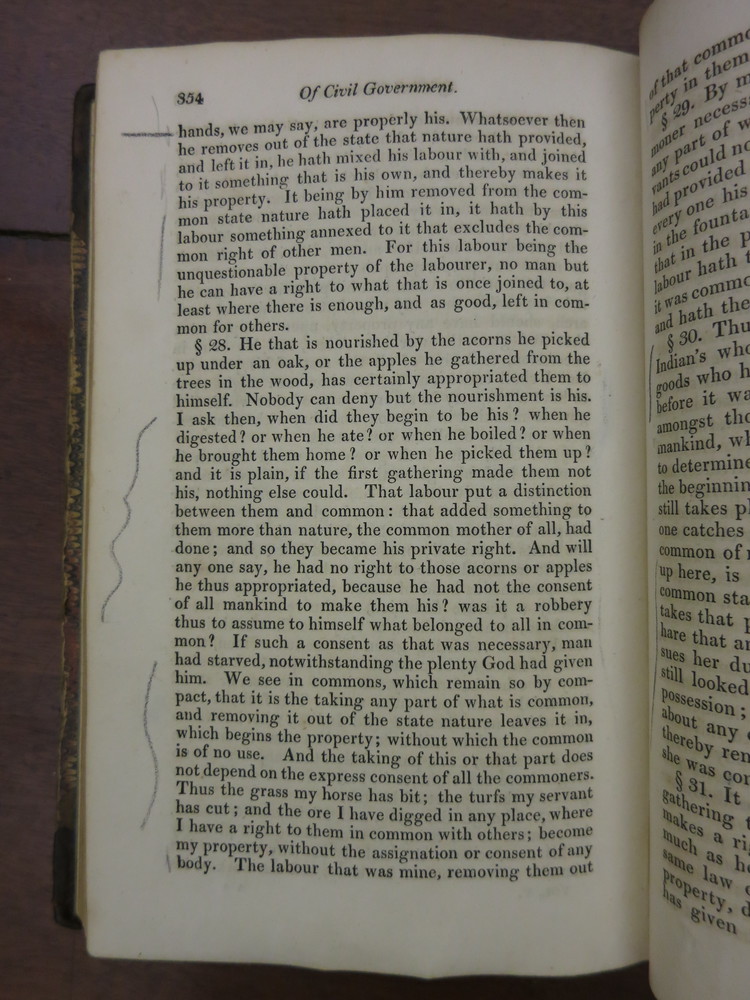 354
Of Civil Government.
hands, we may say, are properly his. Whatsoever then
he removes out of the state that nature hath provided,
and left it in, he hath mixed his labour with, and joined
to it something that is his own, and thereby makes it
his property. It being by him removed from the com-
mon state nature hath placed it in, it hath by this
labour something annexed to it that excludes the com-
mon right of other men. For this labour being the
unquestionable property of the labourer, no man but
he can have a right to what that is once joined to, at
least where there is enough, and as good, left in com-
mon for others.
§ 28. He that is nourished by the acorns he picked
up under an oak, or the apples he gathered from the
trees in the wood, has certainly appropriated them to
himself. Nobody can deny but the nourishment is his.
I ask then, when did they begin to be his? when he
digested? or when he ate? or when he boiled? or when
he brought them home? or when he picked them up?
and it is plain, if the first gathering made them not
his, nothing else could. That labour put a distinction
between them and common: that added something to
them more than nature, the common mother of all, had
done; and so they became his private right. And will
any one say, he had no right to those acorns or apples
he thus appropriated, because he had not the consent
of all mankind to make them his? was it a robbery
thus to assume to himself what belonged to all in com-
mon? If such a consent as that was necessary, man
had starved, notwithstanding the plenty God had given
him. We see in commons, which remain so by com-
pact, that it is the taking any part of what is common,
and removing it out of the state nature leaves it in,
which begins the property; without which the common
is of no use. And the taking of this or that part does
not depend on the express consent of all the commoners.
Thus the grass my horse has bit; the turfs my servant
has cut; and the ore I have digged in any place, where
I have a right to them in common with others; become
my property, without the assignation or consent of any
body. The labour that was mine, removing them out
of that commo
perty in them
§ 29. By m
moner necess
any part of w
vants could no
had provided
every one his
in the founta
that in the p
labour hath t
it was commo
and hath the
§ 30. Thu
Indian's who
goods who h
before it wa
amongst tho
mankind, wh
to determine
the beginnin
still takes pl
one catches
common of
up here, is
common sta
takes that p
hare that ar
sues her du
still looked
possession;
about any
thereby ren
she was com
§ 31. It
gathering t
makes a ri
much as he
same law
property, d
has given